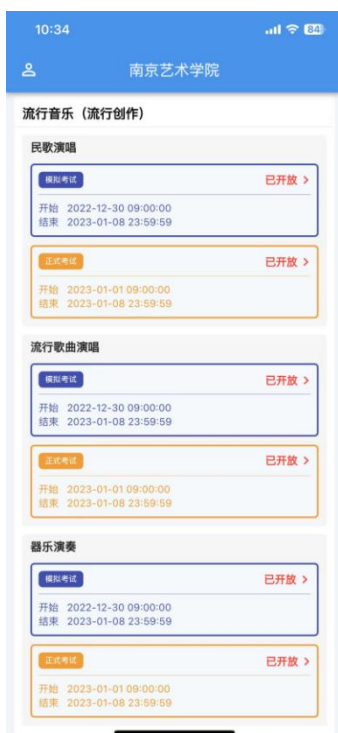 10:34
84
南京艺术学院
流行音乐（流行创作）
民歌演唱
模拟考试 已开放 >
开始 2022-12-30 09:00:00
结束 2023-01-08 23:59:59
正式考试 已开放 >
开始 2023-01-01 09:00:00
结束 2023-01-08 23:59:59
流行歌曲演唱
模拟考试 已开放 >
开始 2022-12-30 09:00:00
结束 2023-01-08 23:59:59
正式考试 已开放 >
开始 2023-01-01 09:00:00
结束 2023-01-08 23:59:59
器乐演奏
模拟考试 已开放 >
开始 2022-12-30 09:00:00
结束 2023-01-08 23:59:59
正式考试 已开放 >
开始 2023-01-01 09:00:00
结束 2023-01-08 23:59:59